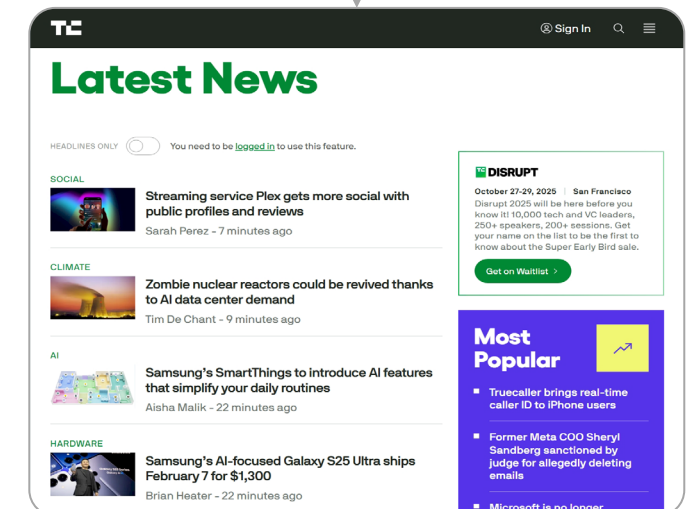 TC
Sign In
Latest News
HEADLINES ONLY
You need to be logged in to use this feature.
SOCIAL
Streaming service Plex gets more social with
public profiles and reviews
Sarah Perez - 7 minutes ago
CLIMATE
Zombie nuclear reactors could be revived thanks
to AI data center demand
Tim De Chant - 9 minutes ago
AI
Samsung’s SmartThings to introduce AI features
that simplify your daily routines
Aisha Malik - 22 minutes ago
HARDWARE
Samsung’s AI-focused Galaxy S25 Ultra ships
February 7 for $1,300
Brian Heater - 22 minutes ago
TC DISRUPT
October 27-29, 2025 | San Francisco
Disrupt 2025 will be here before you
know it! 10,000 tech and VC leaders,
250+ speakers, 200+ sessions. Get
your name on the list to be the first to
know about the Super Early Bird sale.
Get on Waitlist
Most
Popular
Truecaller brings real-time
caller ID to iPhone users
Former Meta COO Sheryl
Sandberg sanctioned by
judge for allegedly deleting
emails
Microsoft is no longer